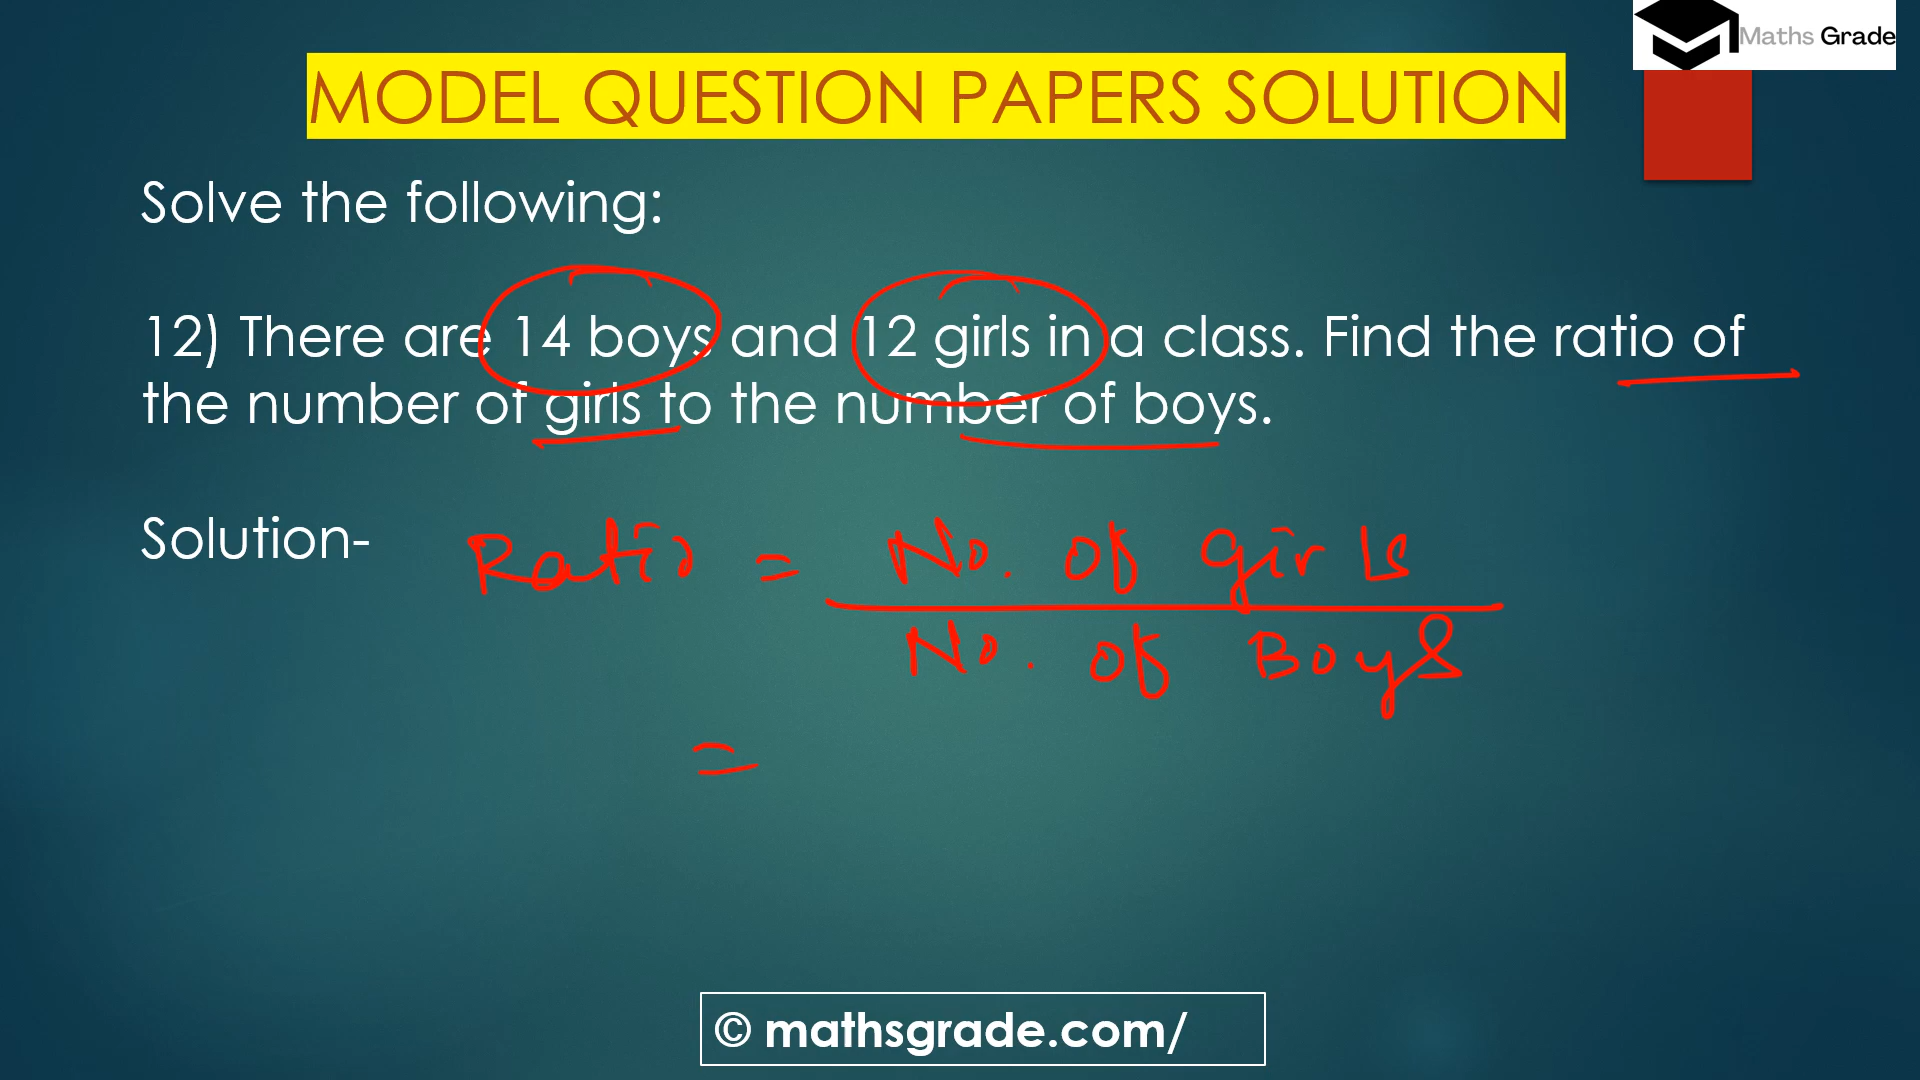 Maths Grade
MODEL QUESTION PAPERS SOLUTION
Solve the following:
12) There are 14 boys and 12 girls in a class. Find the ratio of
the number of girls to the number of boys.
Solution-
Ratio = No. of girls
No. of Boys
=
© mathsgrade.com/